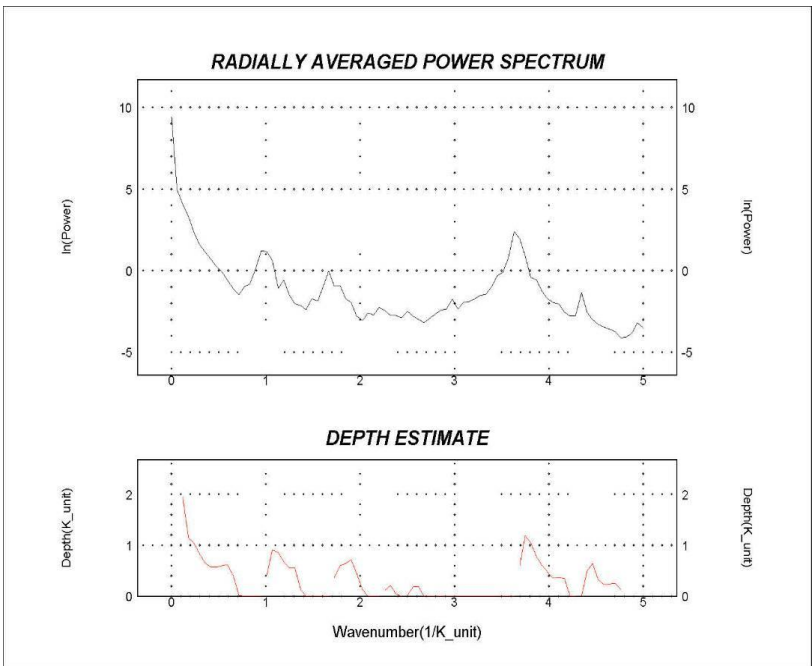 RADIALLY AVERAGED POWER SPECTRUM
10 10
ln(Power) ln(Power)
5 5
0 0
-5 -5
0 1 2 3 4 5
DEPTH ESTIMATE
Depth(K_unit) Depth(K_unit)
2 2
1 1
0 0
0 1 2 3 4 5
Wavenumber(1/K_unit)